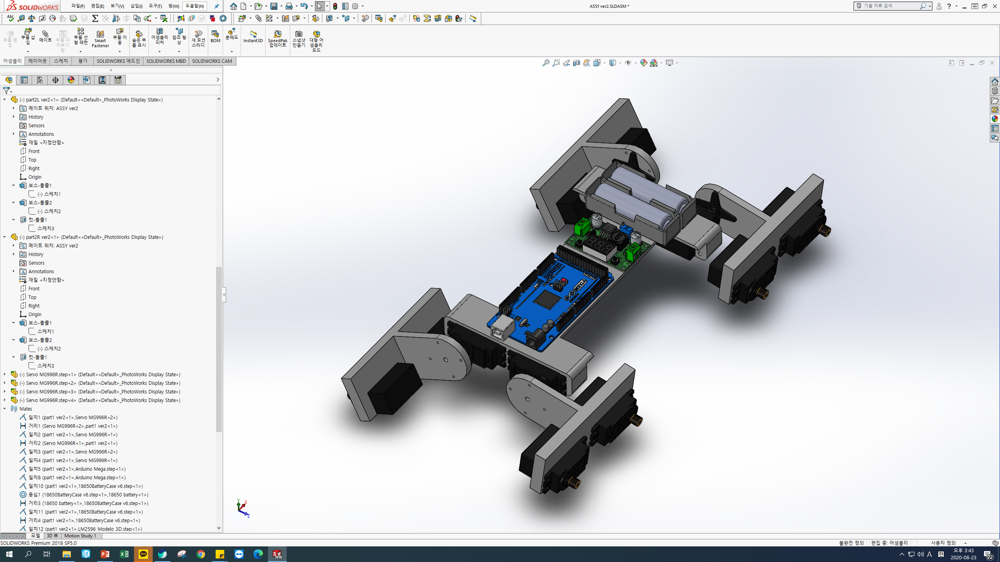 SOLIDWORKS
파일(F) 편집(E) 보기(V) 삽입(I) 도구(T) 창(W) 도움말(H)
ASSY ver2.SLDASM *
기술 자료 검색
부품 편집
부품 삽입
메이트
부품 미리보기 창
부품 선형 패턴
Smart Fastener
부품 이동
숨은 부품 표시
어셈블리 피처
참조 형상
새 모션 스터디
BOM
분해도
Instant3D
SpeedPak 업데이트
스냅샷 만들기
대형 어셈블리 모드
어셈블리 레이아웃 스케치 평가 SOLIDWORKS 애드인 SOLIDWORKS MBD SOLIDWORKS CAM
(-) part2L ver2<1> (Default<<Default>_PhotoWorks Display State>)
메이트 위치: ASSY ver2
History
Sensors
Annotations
재질 <지정안함>
Front
Top
Right
Origin
보스-돌출1
(-) 스케치1
보스-돌출2
(-) 스케치2
컷-돌출1
스케치3
(-) part2R ver2<1> (Default<<Default>_PhotoWorks Display State>)
메이트 위치: ASSY ver2
History
Sensors
Annotations
재질 <지정안함>
Front
Top
Right
Origin
보스-돌출1
스케치1
보스-돌출2
(-) 스케치2
컷-돌출1
스케치3
(-) Servo MG996R.step<1> (Default<<Default>_PhotoWorks Display State>)
(-) Servo MG996R.step<2> (Default<<Default>_PhotoWorks Display State>)
(-) Servo MG996R.step<3> (Default<<Default>_PhotoWorks Display State>)
(-) Servo MG996R.step<4> (Default<<Default>_PhotoWorks Display State>)
Mates
일치1 (part1 ver2<1>,Servo MG996R<2>)
거리1 (Servo MG996R<2>,part1 ver2<1>)
일치2 (part1 ver2<1>,Servo MG996R<1>)
거리2 (Servo MG996R<1>,part1 ver2<1>)
일치3 (part1 ver2<1>,Servo MG996R<2>)
일치4 (part1 ver2<1>,Servo MG996R<1>)
일치5 (part1 ver2<1>,Arduino Mega.step<1>)
일치8 (part1 ver2<1>,Arduino Mega.step<1>)
일치10 (part1 ver2<1>,18650BatteryCase v6.step<1>)
동심1 (18650BatteryCase v6.step<1>,18650 battery<1>)
거리3 (18650 battery<1>,18650BatteryCase v6.step<1>)
일치11 (part1 ver2<1>,18650BatteryCase v6.step<1>)
거리4 (part1 ver2<1>,18650BatteryCase v6.step<1>)
일치12 (part1 ver2<1>,LM2596 Modelo 3D.step<1>)
MEGA
470
Y
X
Z
모델 3D 뷰 Motion Study 1
SOLIDWORKS Premium 2018 SP5.0
불완전 정의 편집 중: 어셈블리 사용자 정의
TALK
SW 2018
A 한
오후 3:43
2020-08-23
22